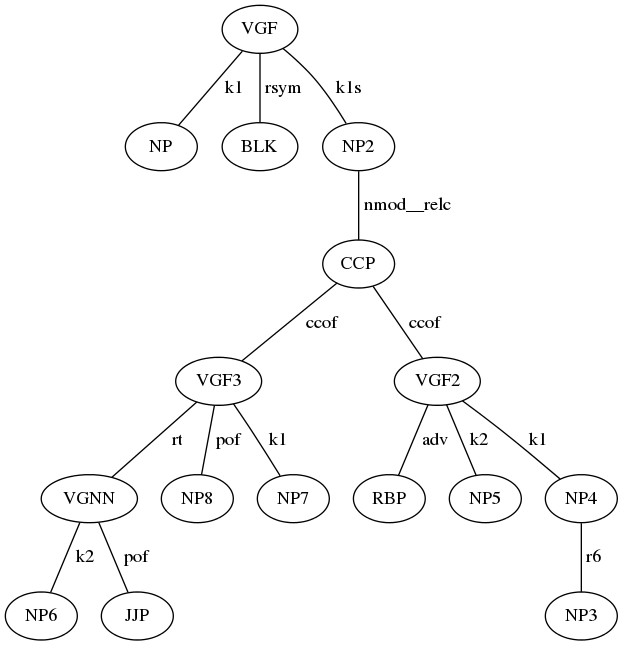 VGF
k1 rsym k1s
NP BLK NP2
nmod__relc
CCP
ccof ccof
VGF3 VGF2
rt pof k1 adv k2 k1
VGNN NP8 NP7 RBP NP5 NP4
k2 pof r6
NP6 JJP NP3